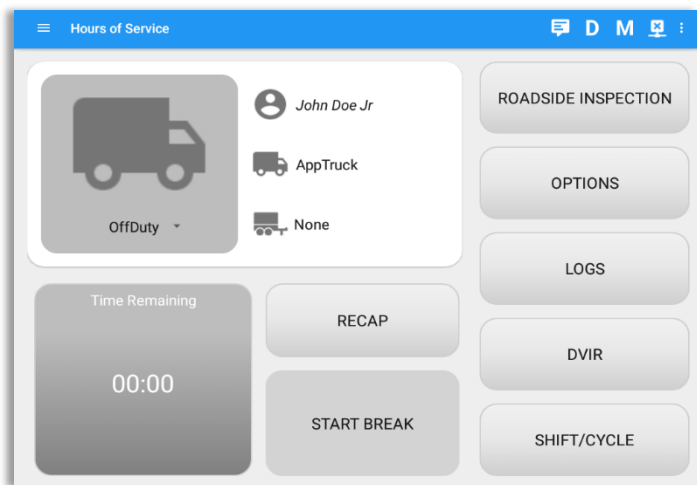 Hours of Service
D M
John Doe Jr
AppTruck
None
OffDuty
Time Remaining
00:00
RECAP
START BREAK
ROADSIDE INSPECTION
OPTIONS
LOGS
DVIR
SHIFT/CYCLE